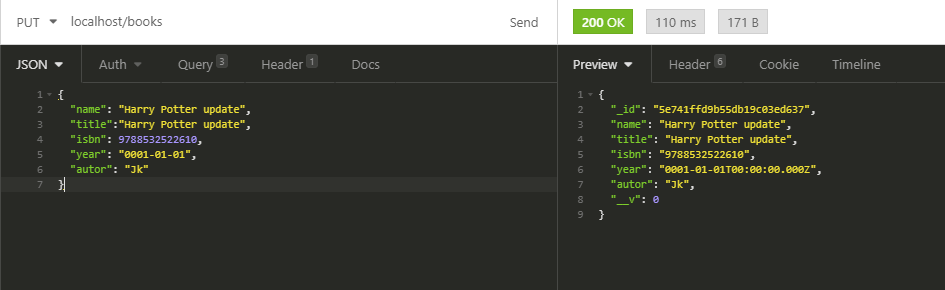 PUT localhost/books Send 200 OK 110 ms 171 B
JSON Auth Query 3 Header 1 Docs Preview Header 6 Cookie Timeline
1 {
2 "name": "Harry Potter update",
3 "title":"Harry Potter update",
4 "isbn": 9788532522610,
5 "year": "0001-01-01",
6 "autor": "Jk"
7 }
1 {
2 "_id": "5e741ffd9b55db19c03ed637",
3 "name": "Harry Potter update",
4 "title": "Harry Potter update",
5 "isbn": "9788532522610",
6 "year": "0001-01-01T00:00:00.000Z",
7 "autor": "Jk",
8 "__v": 0
9 }